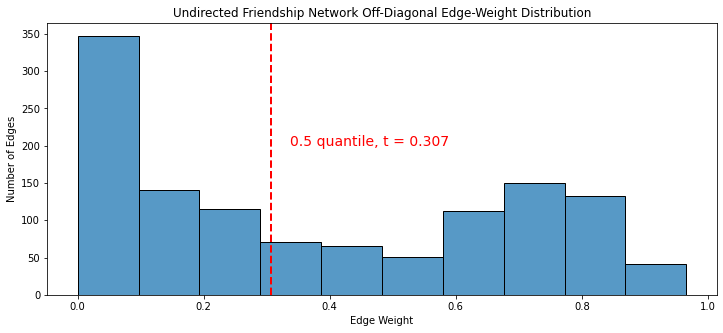 Undirected Friendship Network Off-Diagonal Edge-Weight Distribution
350
300
250
200
150
100
50
0
Number of Edges
0.5 quantile, t = 0.307
0.0 0.2 0.4 0.6 0.8 1.0
Edge Weight